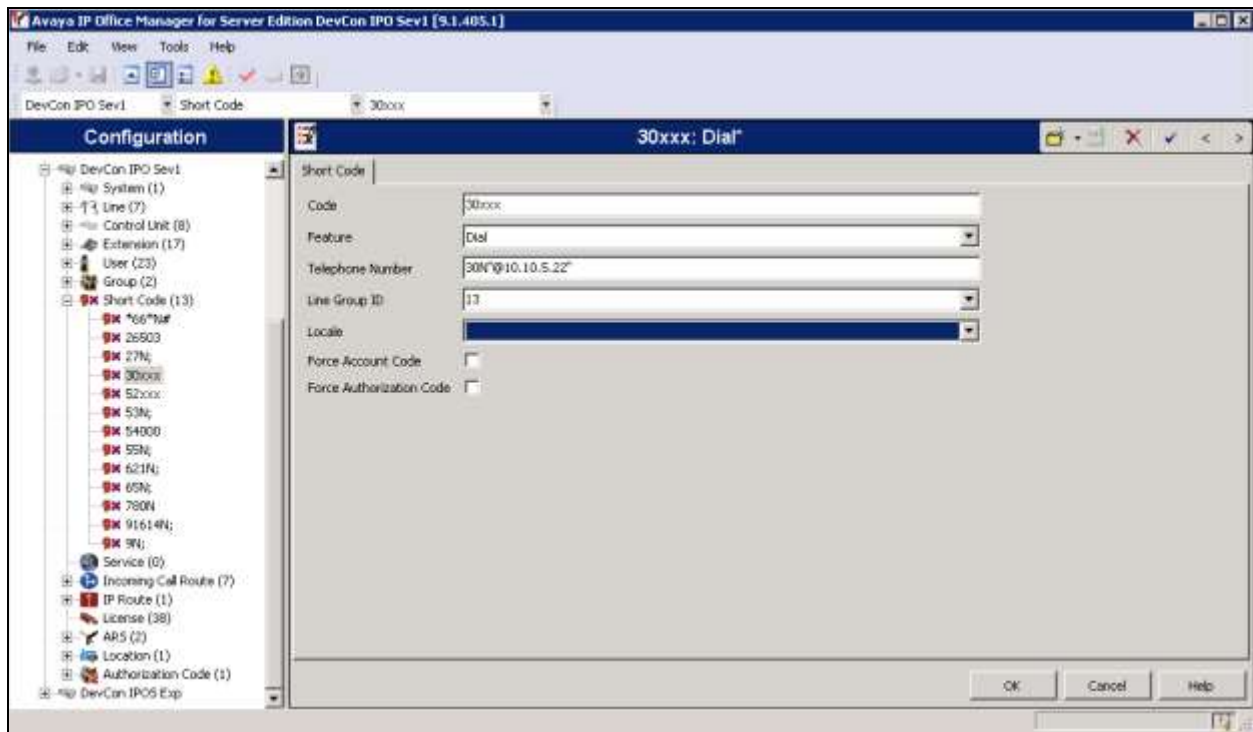 Avaya IP Office Manager for Server Edition DevCon IPO Sev1 [9.1.405.1]
File Edit View Tools Help
DevCon IPO Sev1 Short Code 30xxx
Configuration
DevCon IPO Sev1
System (1)
Line (7)
Control Unit (8)
Extension (17)
User (23)
Group (2)
Short Code (13)
*66*N#
26503
27N;
30xxx
52xxx
53N;
54000
55N;
621N;
65N;
780N
91614N;
9N;
Service (0)
Incoming Call Route (7)
IP Route (1)
License (38)
ARS (2)
Location (1)
Authorization Code (1)
DevCon IPOS Exp
30xxx: Dial*
Short Code
Code 30xxx
Feature Dial
Telephone Number 30N"@10.10.5.22"
Line Group ID 13
Locale
Force Account Code
Force Authorization Code
OK Cancel Help